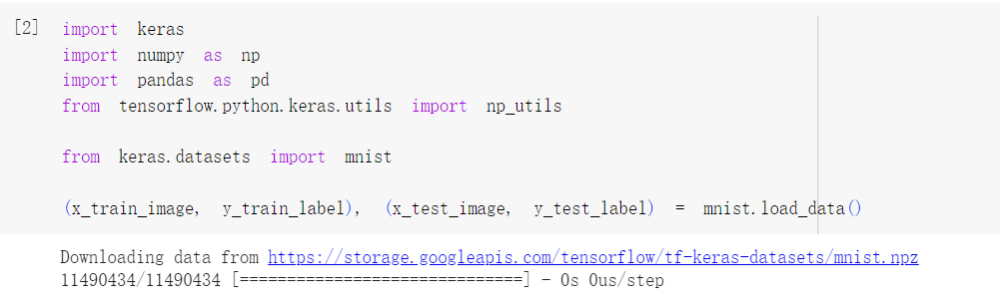 [2] import keras
import numpy as np
import pandas as pd
from tensorflow.python.keras.utils import np_utils
from keras.datasets import mnist
(x_train_image, y_train_label), (x_test_image, y_test_label) = mnist.load_data()
Downloading data from https://storage.googleapis.com/tensorflow/tf-keras-datasets/mnist.npz
11490434/11490434 [==============================] - 0s 0us/step